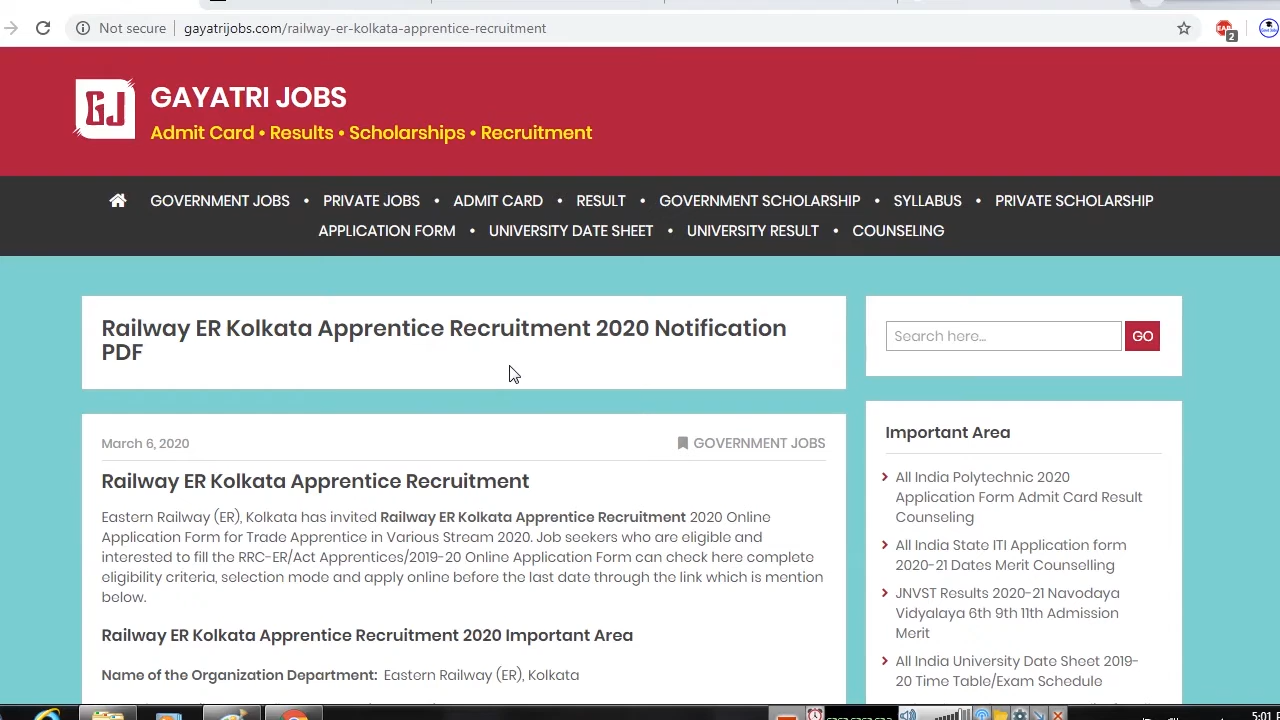 Not secure | gayatrijobs.com/railway-er-kolkata-apprentice-recruitment
2
GJ
GAYATRI JOBS
Admit Card • Results • Scholarships • Recruitment
GOVERNMENT JOBS • PRIVATE JOBS • ADMIT CARD • RESULT • GOVERNMENT SCHOLARSHIP • SYLLABUS • PRIVATE SCHOLARSHIP
APPLICATION FORM • UNIVERSITY DATE SHEET • UNIVERSITY RESULT • COUNSELING
Railway ER Kolkata Apprentice Recruitment 2020 Notification
PDF
March 6, 2020
GOVERNMENT JOBS
Railway ER Kolkata Apprentice Recruitment
Eastern Railway (ER), Kolkata has invited Railway ER Kolkata Apprentice Recruitment 2020 Online
Application Form for Trade Apprentice in Various Stream 2020. Job seekers who are eligible and
interested to fill the RRC-ER/Act Apprentices/2019-20 Online Application Form can check here complete
eligibility criteria, selection mode and apply online before the last date through the link which is mention
below.
Railway ER Kolkata Apprentice Recruitment 2020 Important Area
Name of the Organization Department: Eastern Railway (ER), Kolkata
Search here...
GO
Important Area
All India Polytechnic 2020
Application Form Admit Card Result
Counseling
All India State ITI Application form
2020-21 Dates Merit Counselling
JNVST Results 2020-21 Navodaya
Vidyalaya 6th 9th 11th Admission
Merit
All India University Date Sheet 2019-
20 Time Table/Exam Schedule
5:01